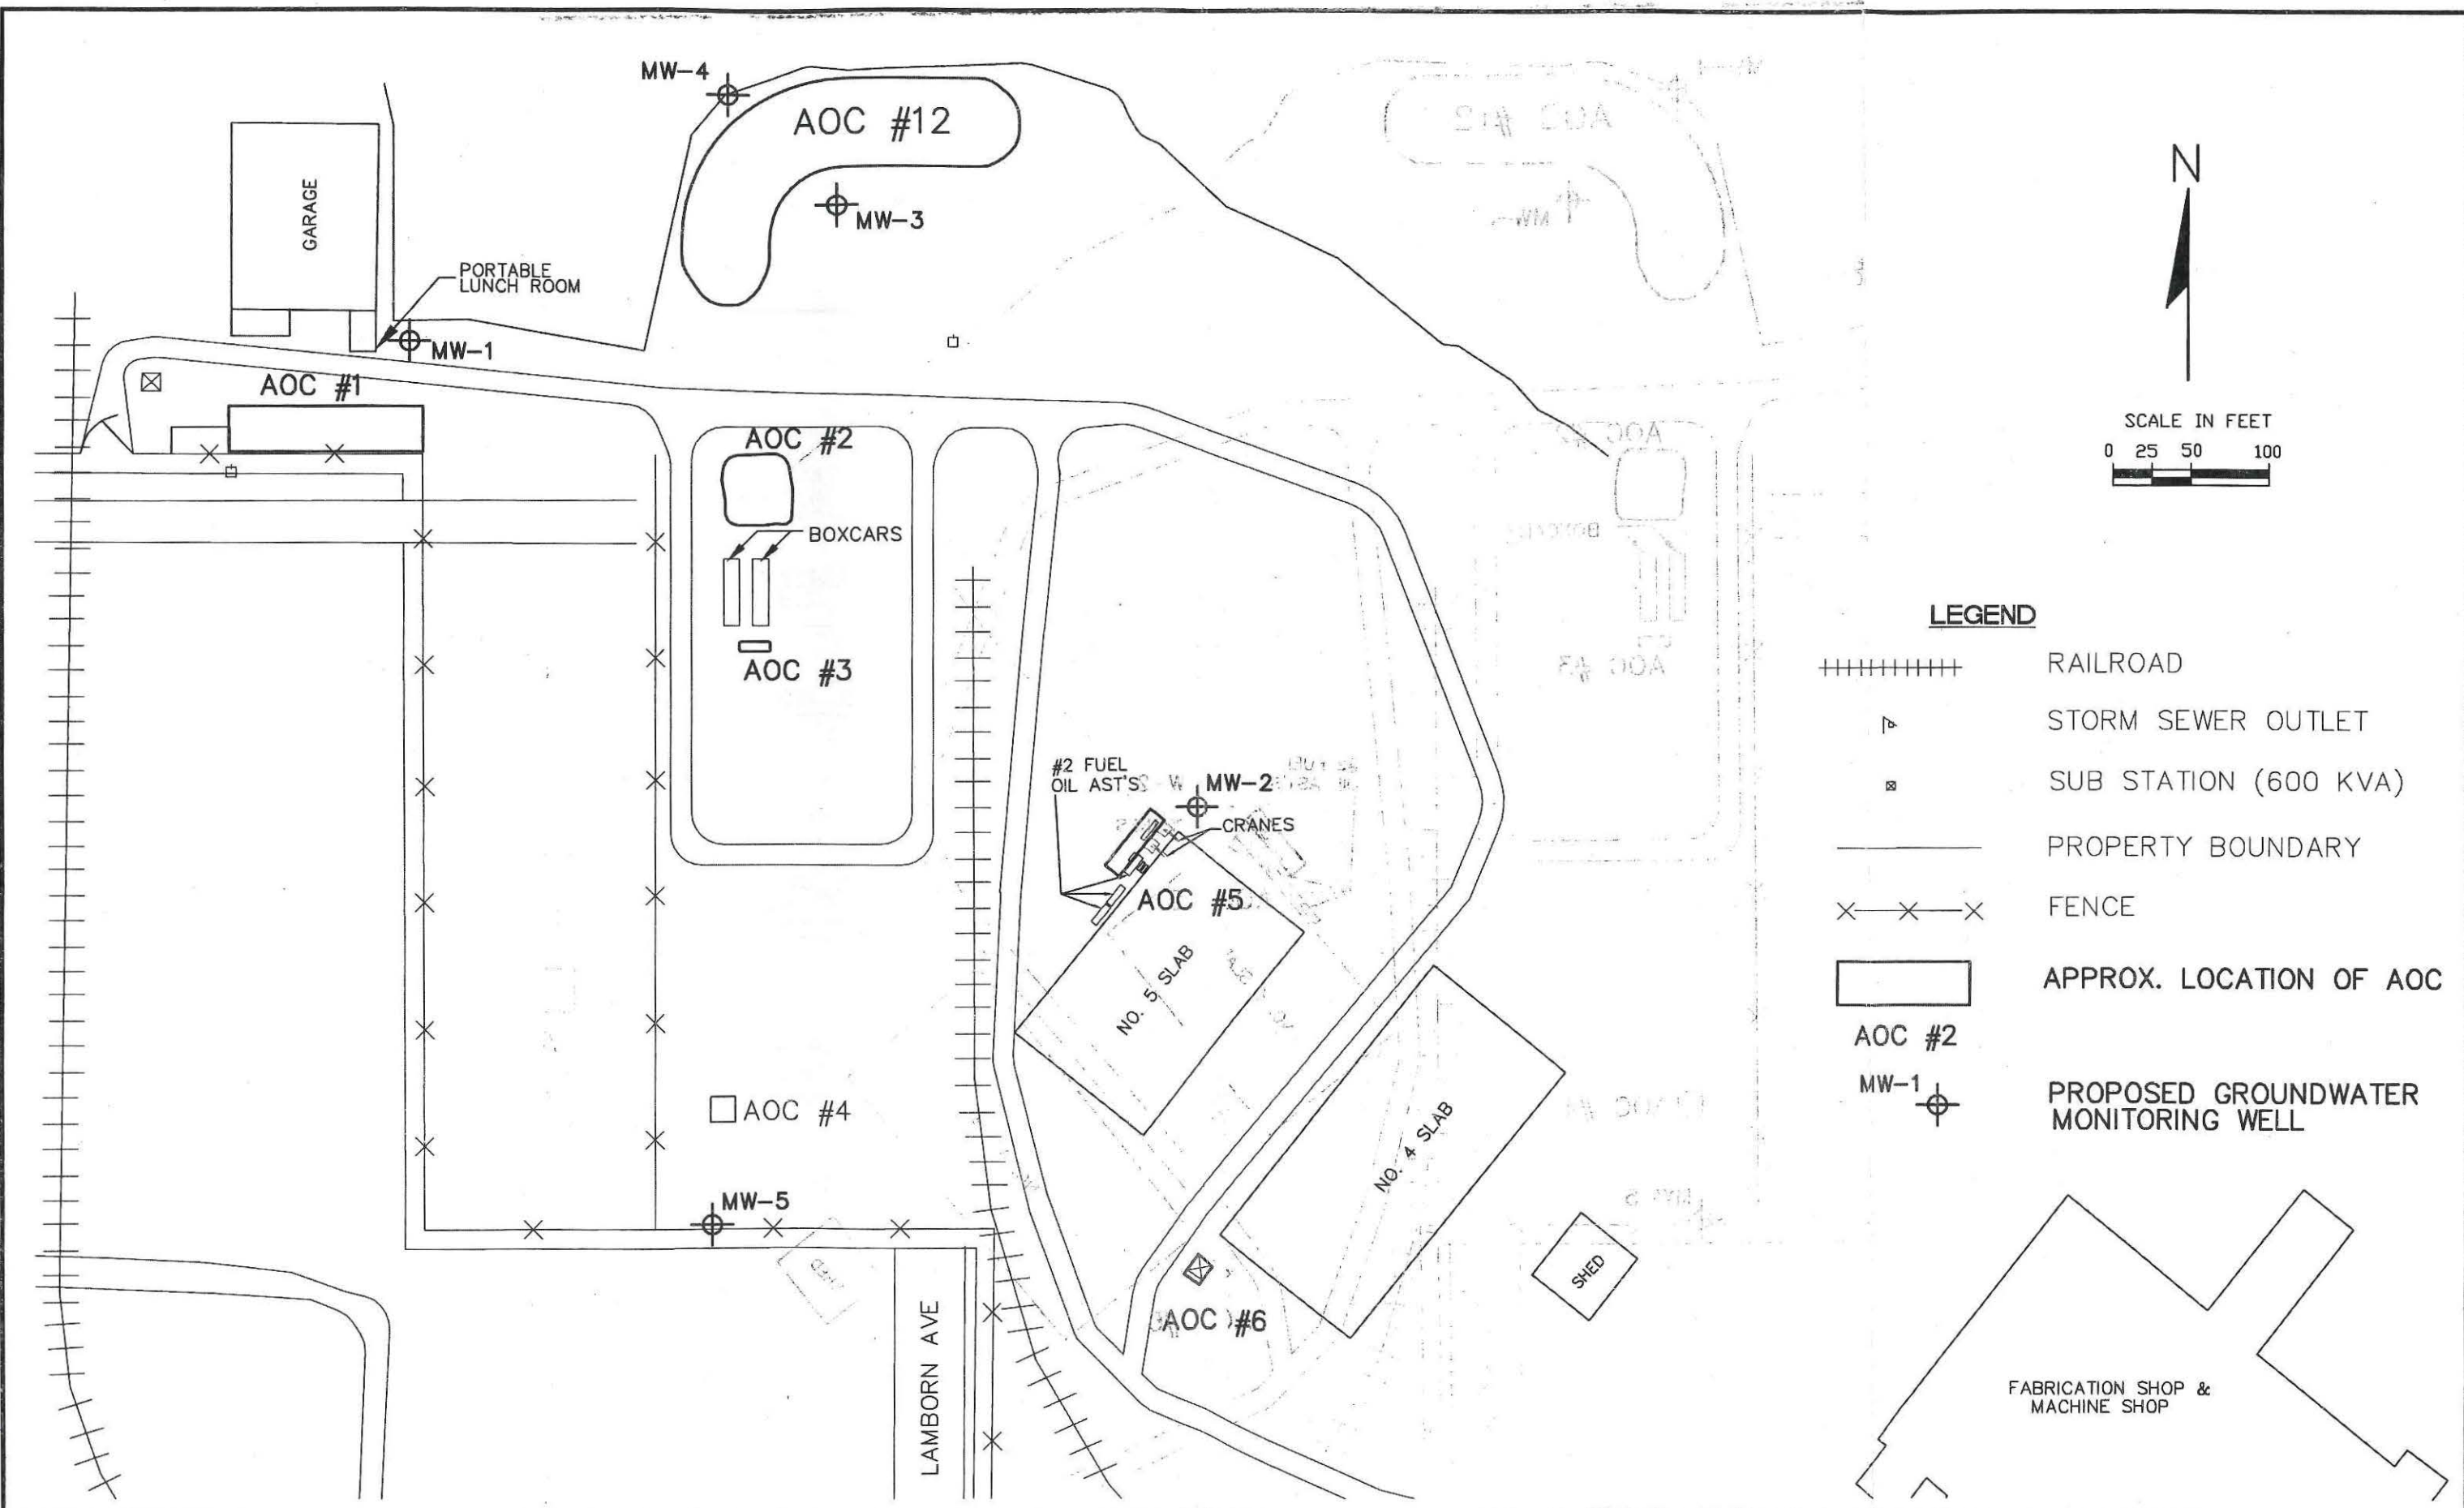 MW-4
AOC #12
MW-3
N
GARAGE
PORTABLE
LUNCH ROOM
MW-1
AOC #1
SCALE IN FEET
0 25 50 100
AOC #2
BOXCARS
AOC #3
#2 FUEL
OIL AST'S
MW-2
CRANES
AOC #5
NO. 5 SLAB
AOC #4
MW-5
NO. 4 SLAB
SHED
AOC #6
LAMBORN AVE
LEGEND
RAILROAD
STORM SEWER OUTLET
SUB STATION (600 KVA)
PROPERTY BOUNDARY
FENCE
APPROX. LOCATION OF AOC
AOC #2
MW-1
PROPOSED GROUNDWATER
MONITORING WELL
FABRICATION SHOP &
MACHINE SHOP